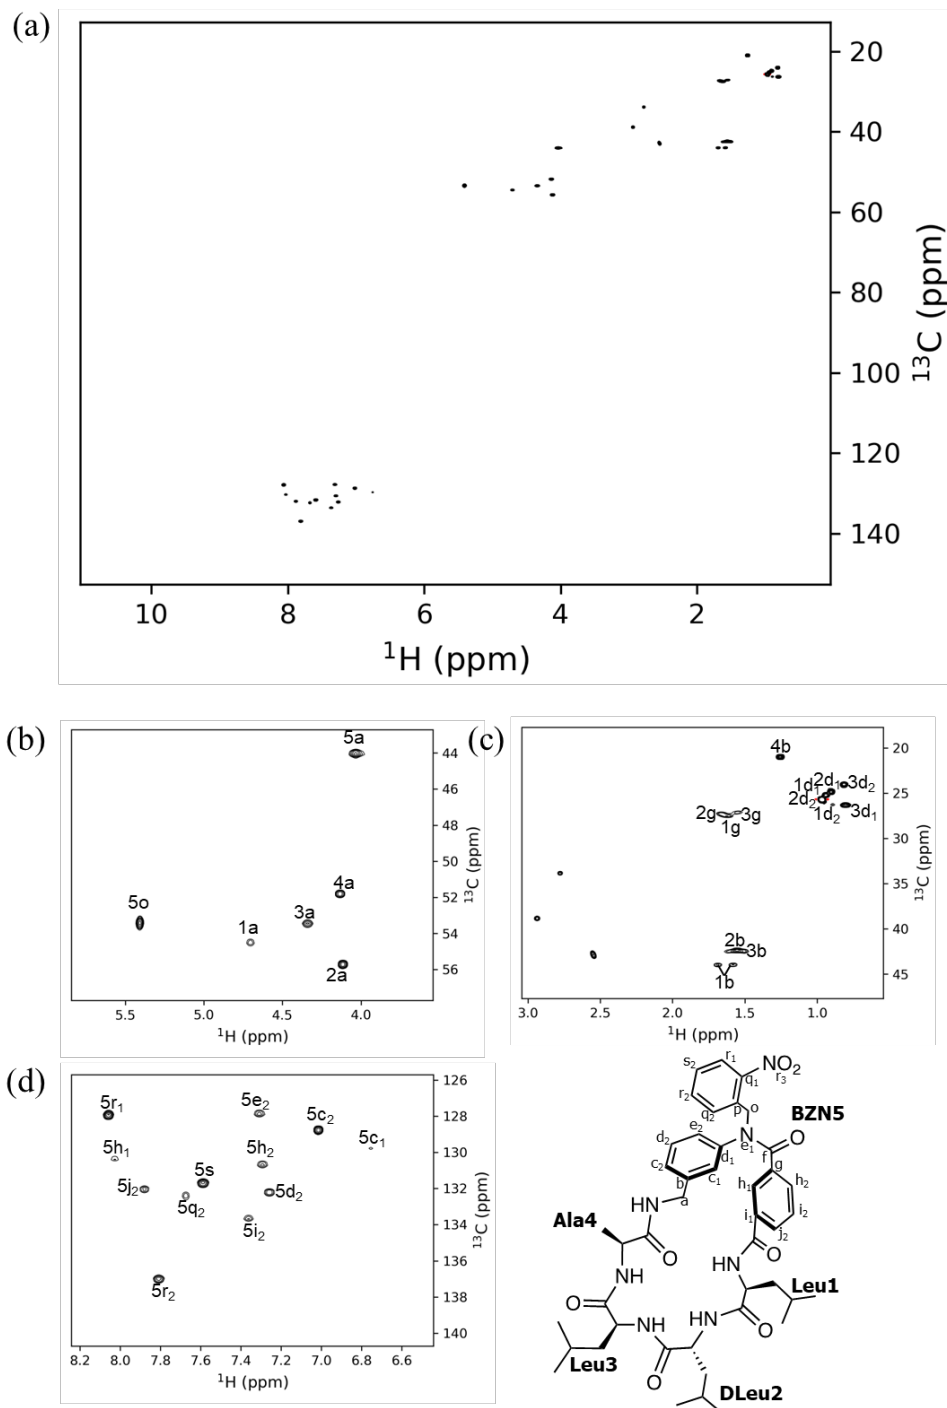 (a)
20
40
60
80
100
120
140
¹³C (ppm)
10 8 6 4 2
¹H (ppm)
(b)
5a
4a
5o
3a
1a
2a
44
46
48
50
52
54
56
¹³C (ppm)
5.5 5.0 4.5 4.0
¹H (ppm)
(c)
4b
2d₁
1d₁ 3d₂
2d₂
1d₂ 3d₁
2g 3g
1g
2b
3b
1b
20
25
30
35
40
45
¹³C (ppm)
3.0 2.5 2.0 1.5 1.0
¹H (ppm)
(d)
5r₁ 5e₂ 5c₂
5c₁
5h₁ 5h₂
5j₂ 5s 5d₂
5q₂
5i₂
5r₂
126
128
130
132
134
136
138
140
¹³C (ppm)
8.2 8.0 7.8 7.6 7.4 7.2 7.0 6.8 6.6
¹H (ppm)
r₁
s₂ NO₂
q₁ r₃
r₂
p o BZN5
q₂
e₂
d₂ N O
e₁
d₁ f
c₂ g
c₁ h₁ h₂
b
a i₁ i₂
HN j₂
Ala4
O O
NH HN
Leu1
O
NH HN
O
Leu3
O
DLeu2